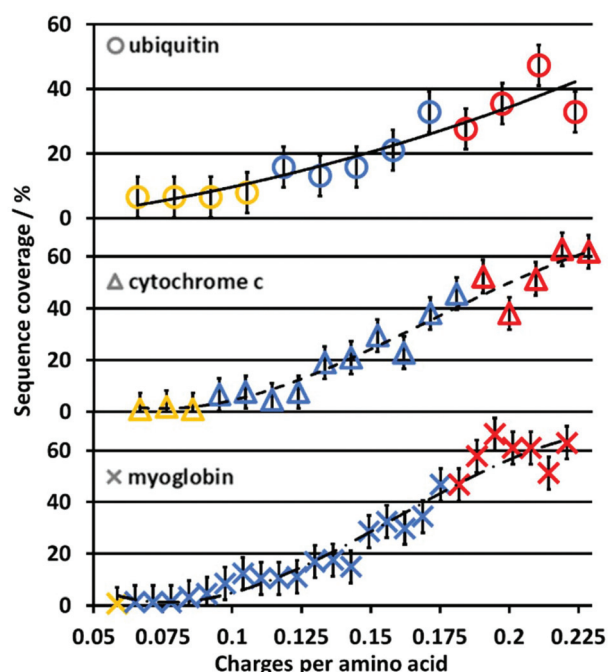 60
ubiquitin
40
20
0
Sequence coverage / %
60
cytochrome c
40
20
0
60
myoglobin
40
20
0
0.05 0.075 0.1 0.125 0.15 0.175 0.2 0.225
Charges per amino acid